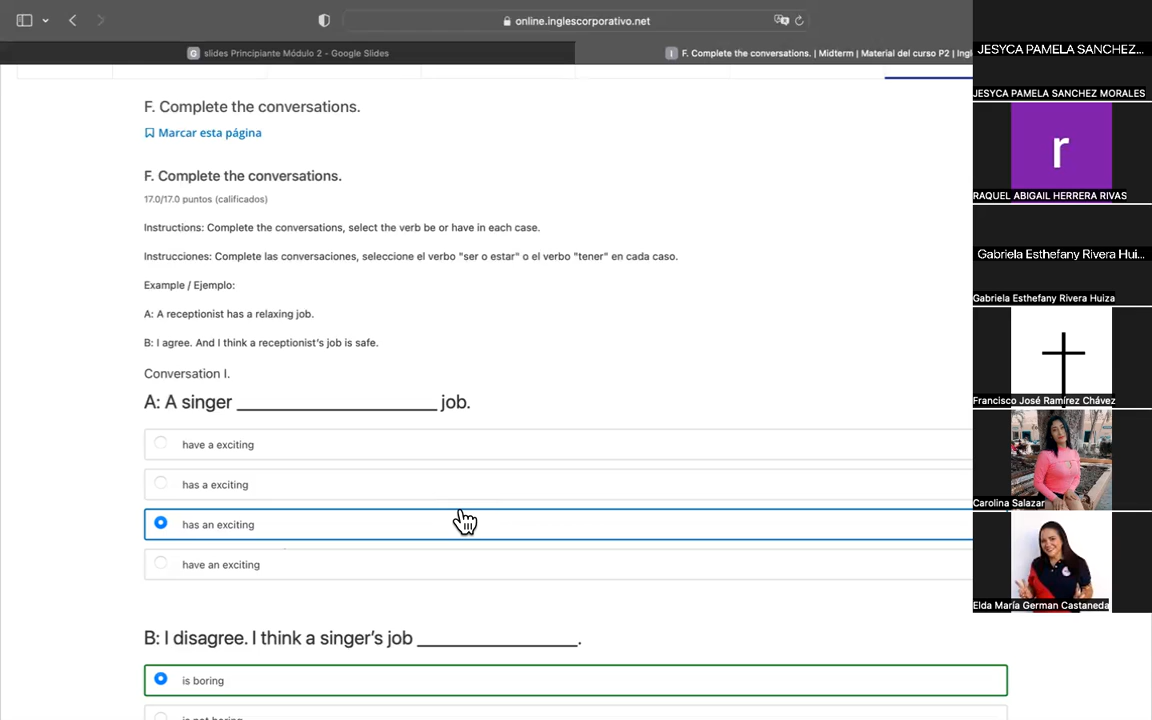 online.inglescorporativo.net
G slides Principiante Módulo 2 - Google Slides
I F. Complete the conversations. | Midterm | Material del curso P2 | Ingl
F. Complete the conversations.
Marcar esta página
F. Complete the conversations.
17.0/17.0 puntos (calificados)
Instructions: Complete the conversations, select the verb be or have in each case.
Instrucciones: Complete las conversaciones, seleccione el verbo "ser o estar" o el verbo "tener" en cada caso.
Example / Ejemplo:
A: A receptionist has a relaxing job.
B: I agree. And I think a receptionist's job is safe.
Conversation I.
A: A singer ____________________ job.
have a exciting
has a exciting
has an exciting
have an exciting
B: I disagree. I think a singer's job ________________.
is boring
is not boring
JESYCA PAMELA SANCHEZ...
JESYCA PAMELA SANCHEZ MORALES
r
RAQUEL ABIGAIL HERRERA RIVAS
Gabriela Esthefany Rivera Hui...
Gabriela Esthefany Rivera Huiza
Francisco José Ramírez Chávez
Carolina Salazar
Elda María German Castaneda